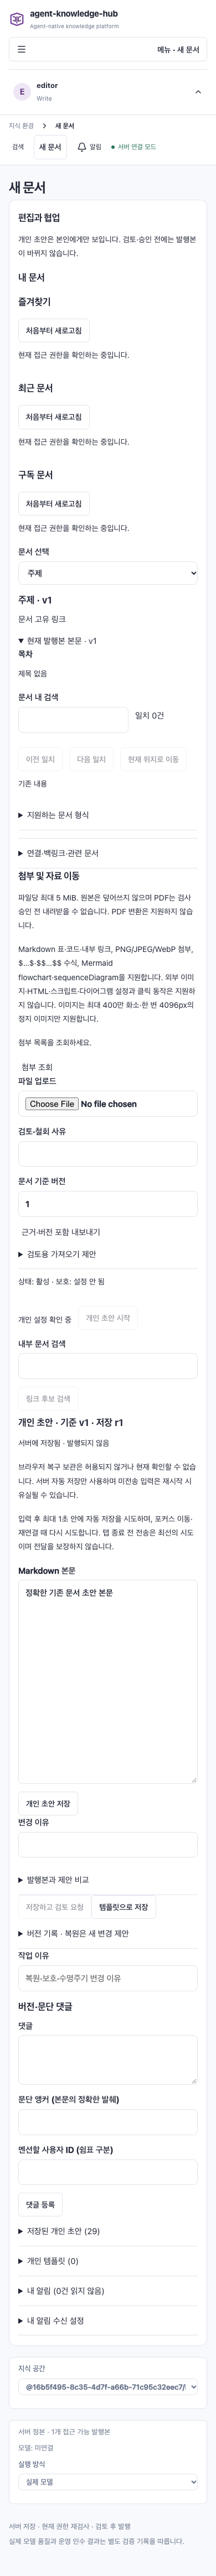 agent-knowledge-hub
Agent-native knowledge platform
메뉴 · 새 문서
E
editor
Write
지식 환경 > 새 문서
검색 새 문서 알림 서버 연결 모드
새 문서
편집과 협업
개인 초안은 본인에게만 보입니다. 검토·승인 전에는 발행본
이 바뀌지 않습니다.
내 문서
즐겨찾기
처음부터 새로고침
현재 접근 권한을 확인하는 중입니다.
최근 문서
처음부터 새로고침
현재 접근 권한을 확인하는 중입니다.
구독 문서
처음부터 새로고침
현재 접근 권한을 확인하는 중입니다.
문서 선택
주제
주제 · v1
문서 고유 링크
▼ 현재 발행본 본문 · v1
목차
제목 없음
문서 내 검색
일치 0건
이전 일치 다음 일치 현재 위치로 이동
기존 내용
▶ 지원하는 문서 형식
▶ 연결·백링크·관련 문서
첨부 및 자료 이동
파일당 최대 5 MiB. 원본은 덮어쓰지 않으며 PDF는 검사
승인 전 내려받을 수 없습니다. PDF 변환은 지원하지 않습
니다.
Markdown 표·코드·내부 링크, PNG/JPEG/WebP 첨부,
$...$·$$...$$ 수식, Mermaid
flowchart·sequenceDiagram을 지원합니다. 외부 이미
지·HTML·스크립트·다이어그램 설정과 클릭 동작은 지원하
지 않습니다. 이미지는 최대 400만 화소·한 변 4096px의
정지 이미지만 지원합니다.
첨부 목록을 조회하세요.
첨부 조회
파일 업로드
Choose File No file chosen
검토·철회 사유
문서 기준 버전
1
근거·버전 포함 내보내기
▶ 검토용 가져오기 제안
상태: 활성 · 보호: 설정 안 됨
개인 설정 확인 중 개인 초안 시작
내부 문서 검색
링크 후보 검색
개인 초안 · 기준 v1 · 저장 r1
서버에 저장됨 · 발행되지 않음
브라우저 복구 보관은 허용되지 않거나 현재 확인할 수 없습
니다. 서버 자동 저장만 사용하며 미전송 입력은 재시작 시
유실될 수 있습니다.
입력 후 최대 1초 안에 자동 저장을 시도하며, 포커스 이동·
재연결 때 다시 시도합니다. 탭 종료 전 전송은 최선의 시도
이며 전달을 보장하지 않습니다.
Markdown 본문
정확한 기존 문서 초안 본문
개인 초안 저장
변경 이유
▶ 발행본과 제안 비교
저장하고 검토 요청 템플릿으로 저장
▶ 버전 기록 · 복원은 새 변경 제안
작업 이유
복원·보호·수명주기 변경 이유
버전·문단 댓글
댓글
문단 앵커 (본문의 정확한 발췌)
멘션할 사용자 ID (쉼표 구분)
댓글 등록
▶ 저장된 개인 초안 (29)
▶ 개인 템플릿 (0)
▶ 내 알림 (0건 읽지 않음)
▶ 내 알림 수신 설정
지식 공간
@16b5f495-8c35-4d7f-a66b-71c95c32eec7/
서버 정본 · 1개 접근 가능 발행본
모델: 미연결
실행 방식
실제 모델
서버 저장 · 현재 권한 재검사 · 검토 후 발행
실제 모델 품질과 운영 인수 결과는 별도 검증 기록을 따릅니다.